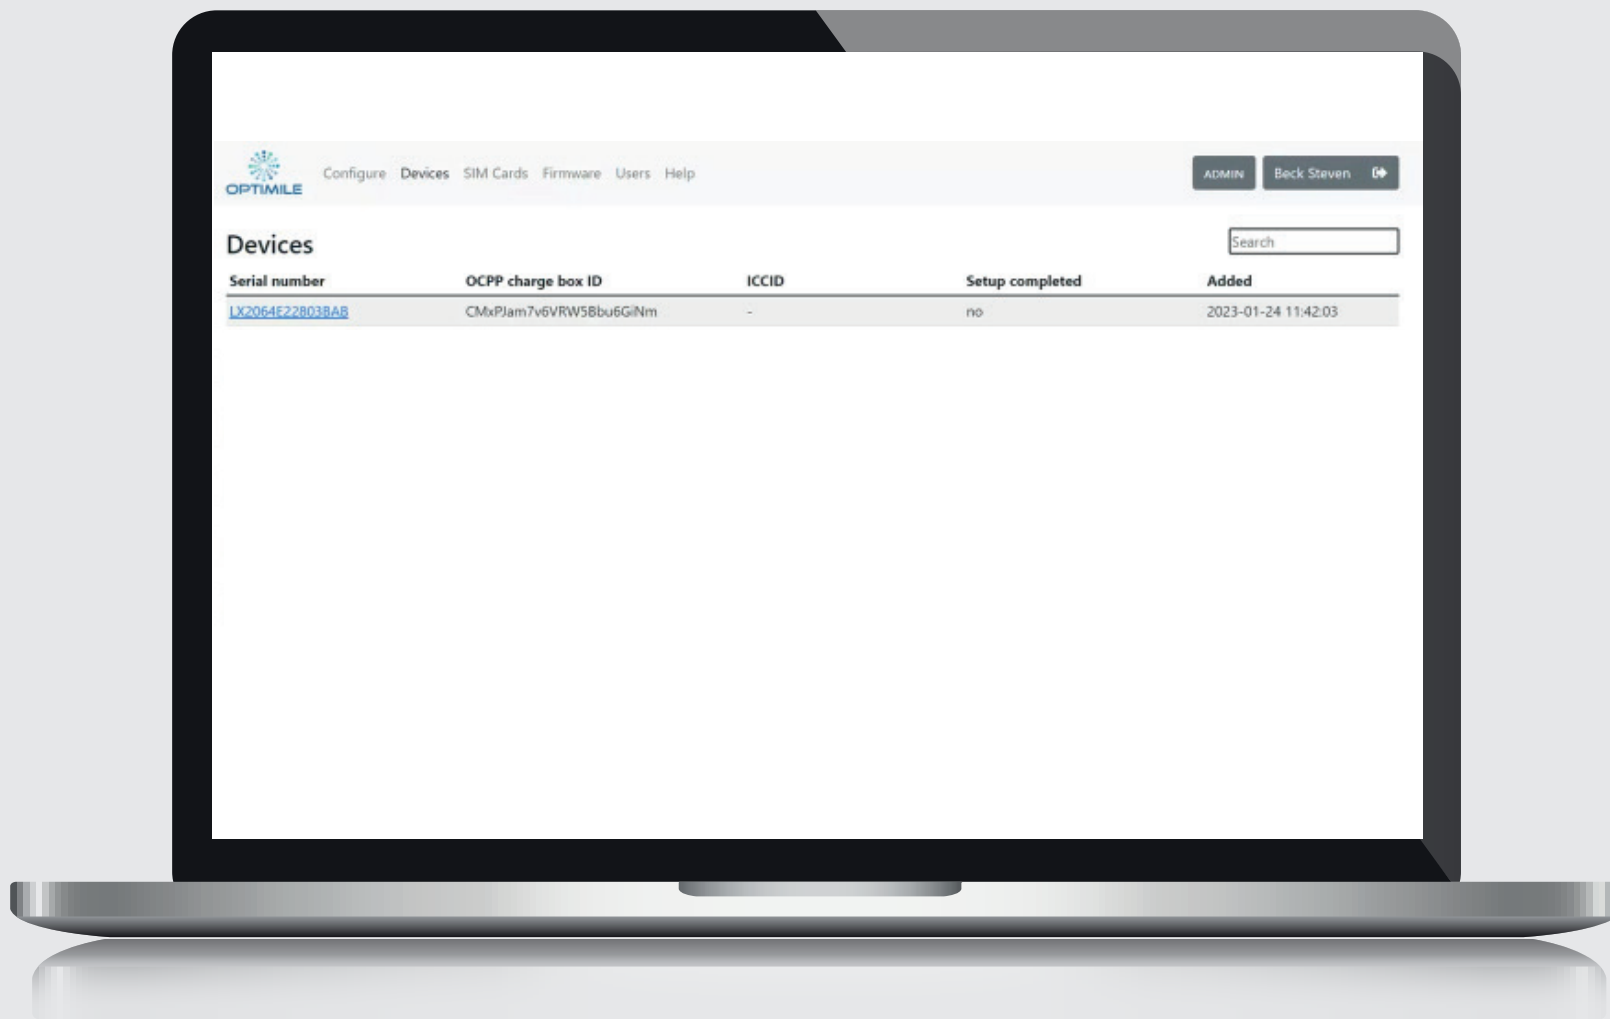 OPTIMILE
Configure Devices SIM Cards Firmware Users Help
ADMIN
Beck Steven
Devices
Search
Serial number OCPP charge box ID ICCID Setup completed Added
LX2064E22803BAB CMxPJam7v6VRW5Bbu6GiNm - no 2023-01-24 11:42:03